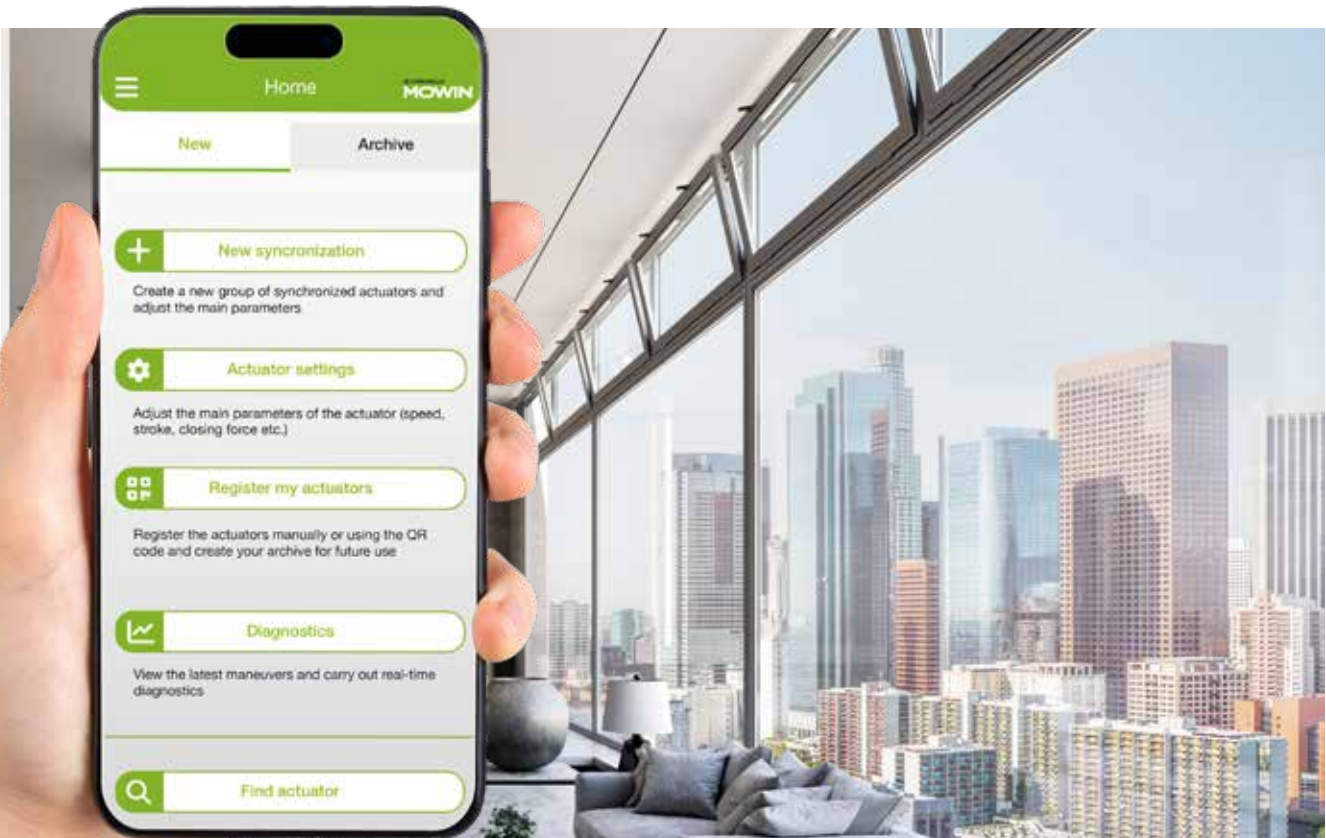 Home
MOWIN
New
Archive
New syncronization
Create a new group of synchronized actuators and
adjust the main parameters
Actuator settings
Adjust the main parameters of the actuator (speed,
stroke, closing force etc.)
Register my actuators
Register the actuators manually or using the QR
code and create your archive for future use
Diagnostics
View the latest maneuvers and carry out real-time
diagnostics
Find actuator